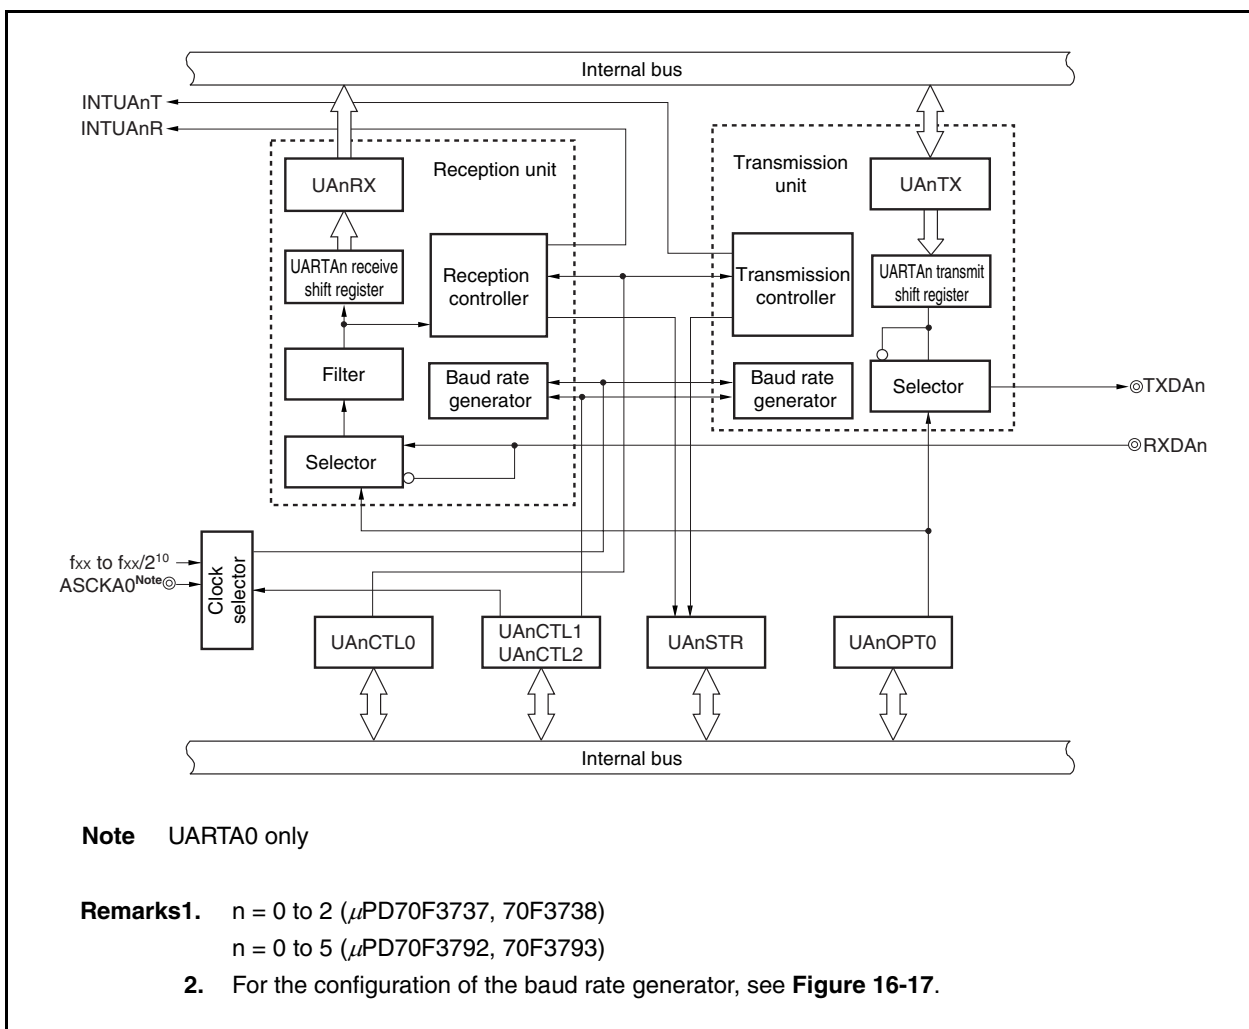 Internal bus
INTUAnT
INTUAnR
Reception unit
Transmission
unit
UAnRX
UAnTX
UARTAn receive
shift register
Reception
controller
Transmission
controller
UARTAn transmit
shift register
Filter
Baud rate
generator
Baud rate
generator
Selector
TXDAn
Selector
RXDAn
fxx to fxx/2¹⁰
ASCKA0Note
Clock
selector
UAnCTL0
UAnCTL1
UAnCTL2
UAnSTR
UAnOPT0
Internal bus
Note UARTA0 only
Remarks1. n = 0 to 2 (μPD70F3737, 70F3738)
n = 0 to 5 (μPD70F3792, 70F3793)
2. For the configuration of the baud rate generator, see Figure 16-17.